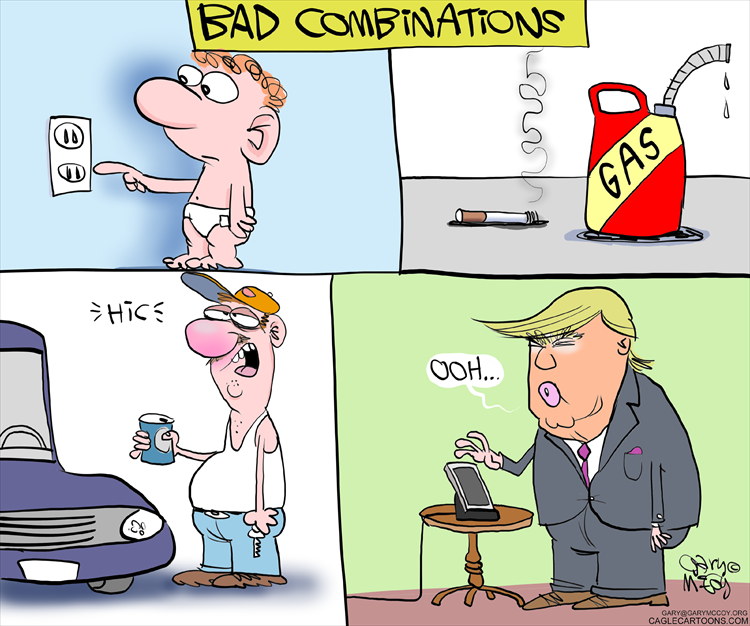 BAD COMBINATIONS
GAS
HIC
OOH...
Gary ©
McCoy
GARY@GARYMCCOY.ORG
CAGLECARTOONS.COM